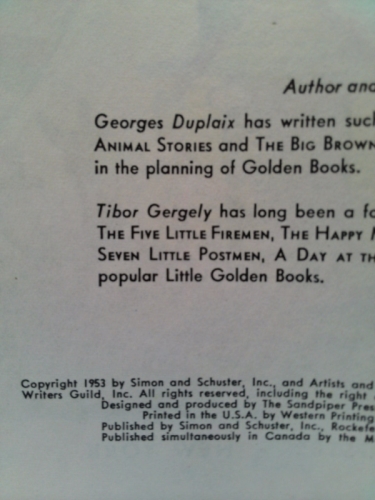 Author and
Georges Duplaix has written such
ANIMAL STORIES and THE BIG BROWN
in the planning of Golden Books.
Tibor Gergely has long been a fa
THE FIVE LITTLE FIREMEN, THE HAPPY
SEVEN LITTLE POSTMEN, A DAY AT TH
popular Little Golden Books.
Copyright 1953 by Simon and Schuster, Inc., and Artists and
Writers Guild, Inc. All rights reserved, including the right
Designed and produced by The Sandpiper Pres
Printed in the U.S.A. by Western Printing
Published by Simon and Schuster, Inc., Rockefe
Published simultaneously in Canada by the M